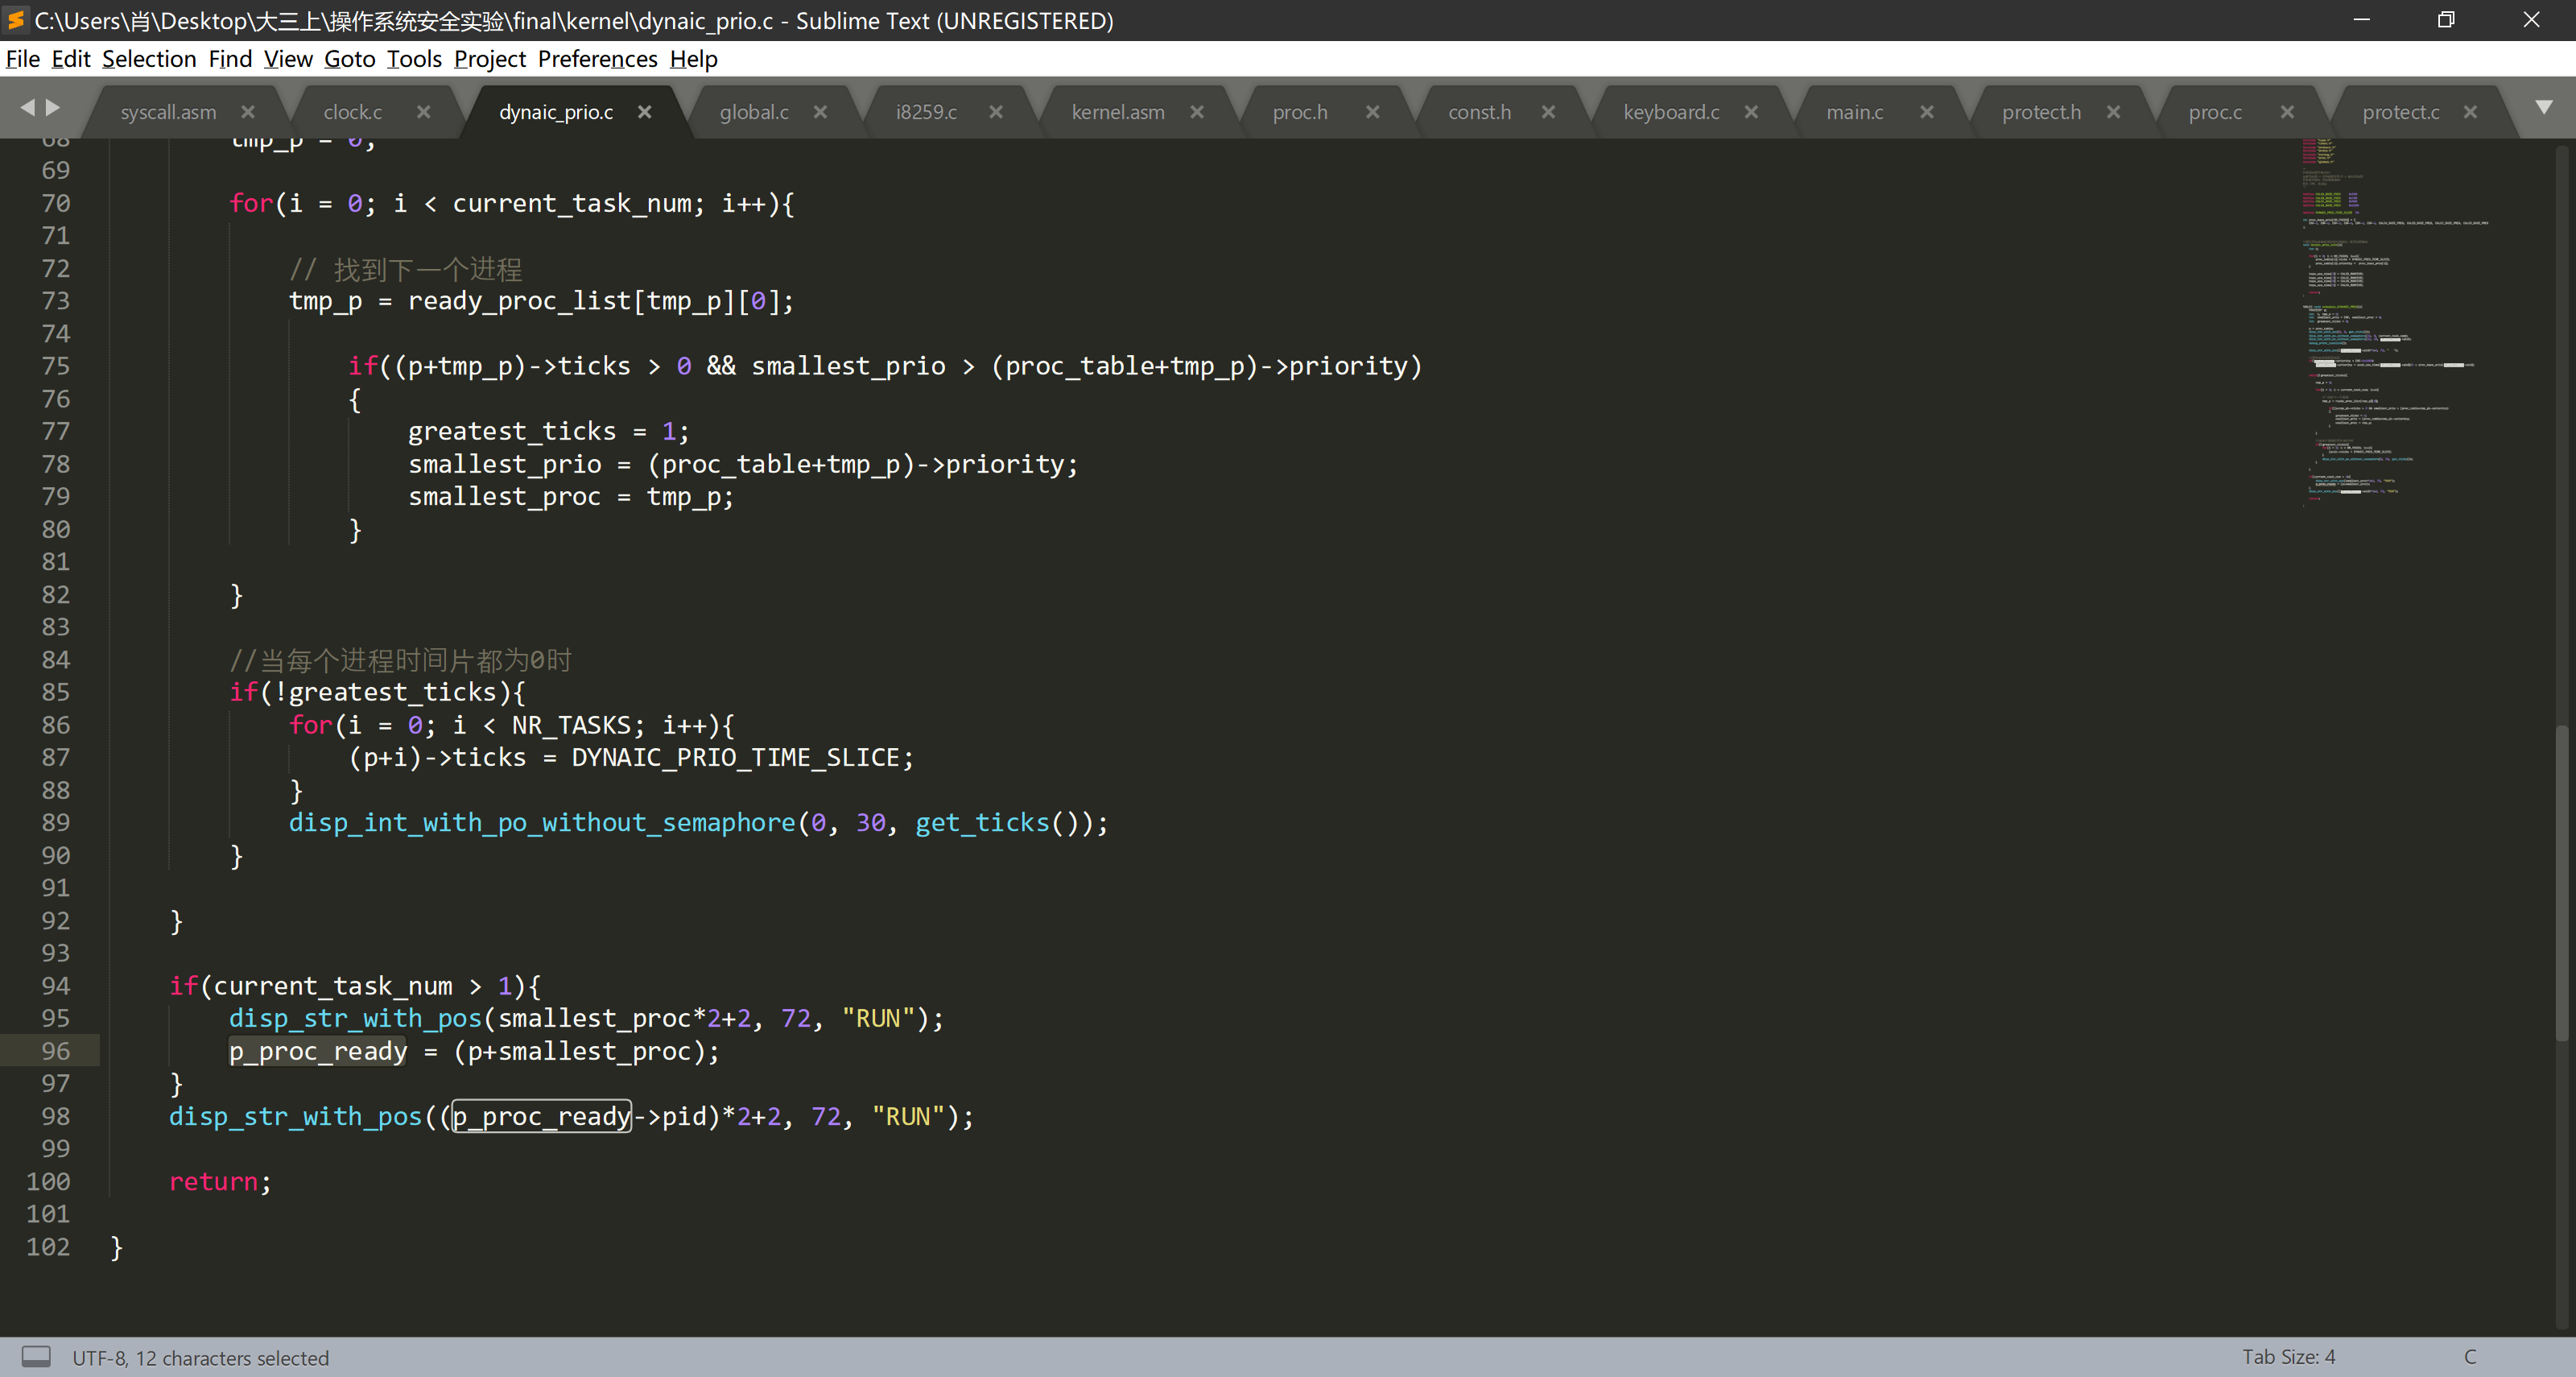 C:\Users\肖\Desktop\大三上\操作系统安全实验\final\kernel\dynaic_prio.c - Sublime Text (UNREGISTERED)
File Edit Selection Find View Goto Tools Project Preferences Help
syscall.asm clock.c dynaic_prio.c global.c i8259.c kernel.asm proc.h const.h keyboard.c main.c protect.h proc.c protect.c
68 tmp_p = 0;
69
70 for(i = 0; i < current_task_num; i++){
71
72 // 找到下一个进程
73 tmp_p = ready_proc_list[tmp_p][0];
74
75 if((p+tmp_p)->ticks > 0 && smallest_prio > (proc_table+tmp_p)->priority)
76 {
77 greatest_ticks = 1;
78 smallest_prio = (proc_table+tmp_p)->priority;
79 smallest_proc = tmp_p;
80 }
81
82 }
83
84 //当每个进程时间片都为0时
85 if(!greatest_ticks){
86 for(i = 0; i < NR_TASKS; i++){
87 (p+i)->ticks = DYNAIC_PRIO_TIME_SLICE;
88 }
89 disp_int_with_po_without_semaphore(0, 30, get_ticks());
90 }
91
92 }
93
94 if(current_task_num > 1){
95 disp_str_with_pos(smallest_proc*2+2, 72, "RUN");
96 p_proc_ready = (p+smallest_proc);
97 }
98 disp_str_with_pos((p_proc_ready->pid)*2+2, 72, "RUN");
99
100 return;
101
102 }
UTF-8, 12 characters selected
Tab Size: 4
C